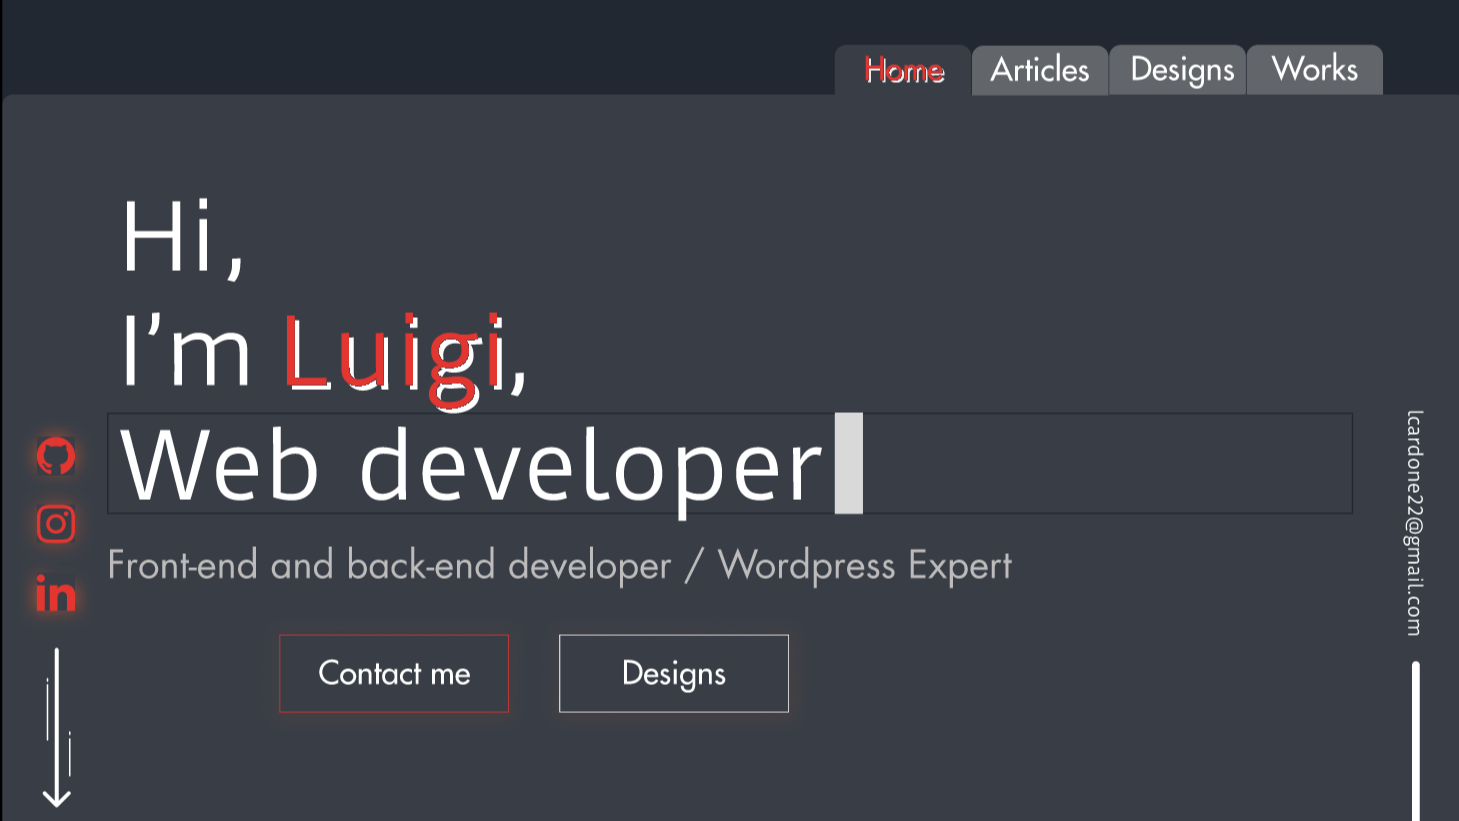 Home Articles Designs Works
Hi,
I'm Luigi,
Web developer
Front-end and back-end developer / Wordpress Expert
Contact me Designs
in
lcardone22@gmail.com